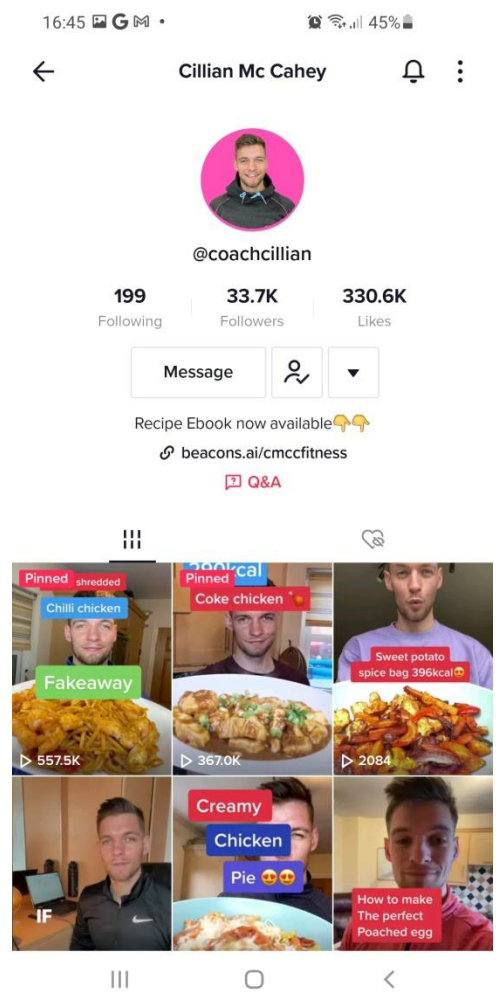 16:45 G M •
45%
Cillian Mc Cahey
@coachcillian
199
33.7K
330.6K
Following
Followers
Likes
Message
Recipe Ebook now available👇👇
beacons.ai/cmccfitness
Q&A
Pinned shredded
Chilli chicken
Fakeaway
557.5K
290kcal
Pinned
Coke chicken 🍗
367.0K
Sweet potato
spice bag 396kcal😍
2084
IF
Creamy
Chicken
Pie 😍😍
How to make
The perfect
Poached egg